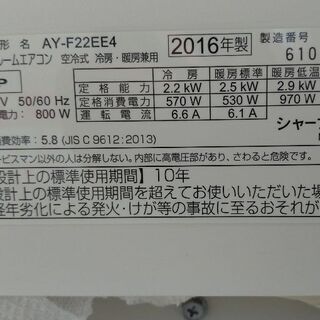 形名 AY-F22EE4 2016年製 製造番号
ルームエアコン 空冷式 冷房・暖房兼用 610
P 冷房 暖房標準 暖房低温
定格能力 2.2 kW 2.5 kW 2.9 kW
V 50/60 Hz 定格消費電力 570 W 530 W 970 W
電力: 800 W 運転電流 6.6 A 6.1 A
消費効率: 5.8 (JIS C 9612:2013) シャー
ービスマン以外の人は分解しないでください。内部に高電圧部があり、さわると危険です。
設計上の標準使用期間】10年
設計上の標準使用期間を超えてお使いいただいた場
経年劣化による発火・けが等の事故に至るおそれが